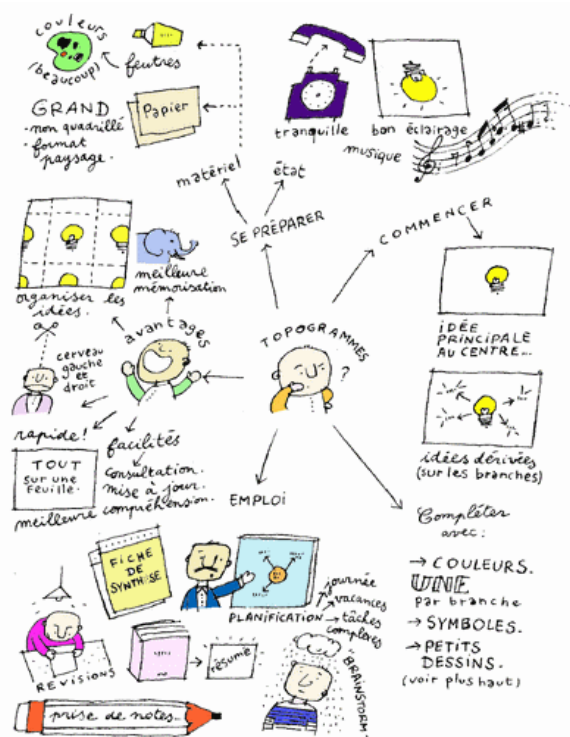 couleurs
(beaucoup)
feutres
GRAND
- non quadrillé
- format
paysage.
Papier
tranquille
bon éclairage
musique
matériel
état
SE PRÉPARER
COMMENCER
organiser les
idées.
meilleure
mémorisation
avantages
cerveau
gauche
et
droit
rapide!
TOUT
sur une
feuille.
facilités
consultation.
mise à jour.
meilleure compréhension.
TOPOGRAMMES
?
IDÉE
PRINCIPALE
AU CENTRE...
idées dérivées
(sur les branches)
EMPLOI
Compléter
avec:
→ COULEURS.
UNE
par branche
→ SYMBOLES.
→ PETITS
DESSINS.
(voir plus haut)
FICHE
DE
SYNTHÈSE
PLANIFICATION
journée
vacances
tâches
complexes
RÉVISIONS
résumé
BRAINSTORM
prise de notes...